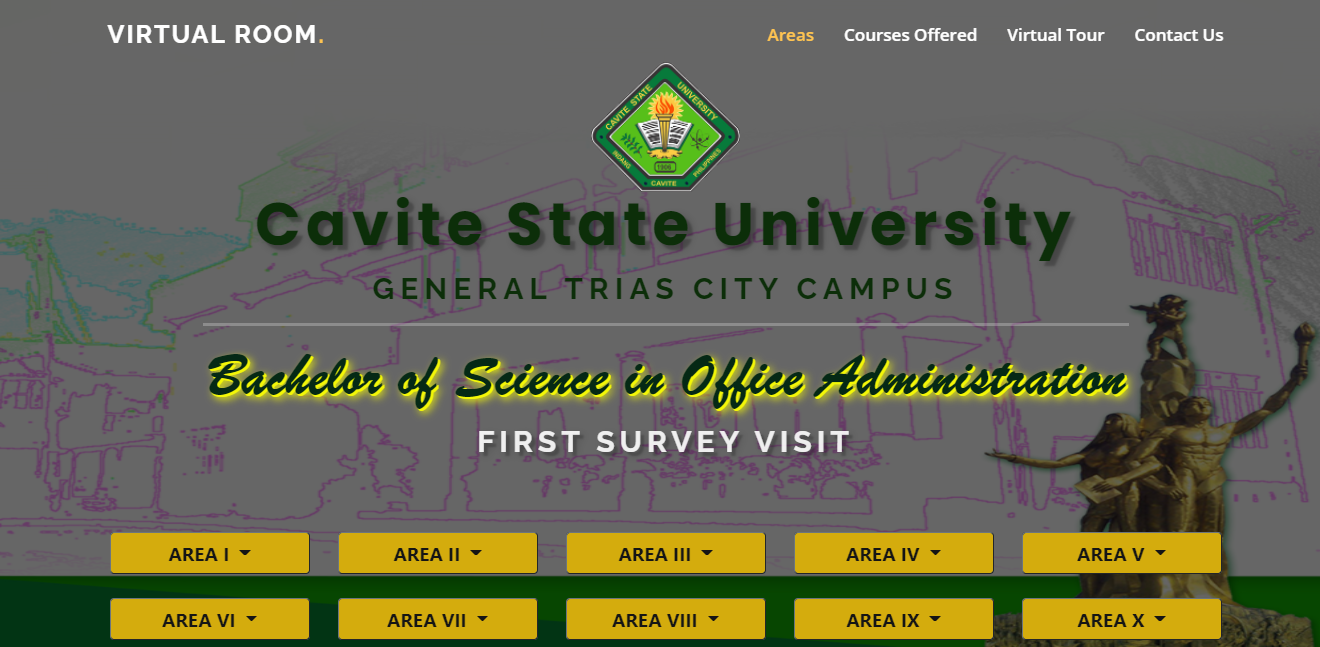 VIRTUAL ROOM.
Areas Courses Offered Virtual Tour Contact Us
CAVITE STATE UNIVERSITY
INDANG CAVITE PHILIPPINES
1906
Cavite State University
GENERAL TRIAS CITY CAMPUS
Bachelor of Science in Office Administration
FIRST SURVEY VISIT
AREA I AREA II AREA III AREA IV AREA V
AREA VI AREA VII AREA VIII AREA IX AREA X